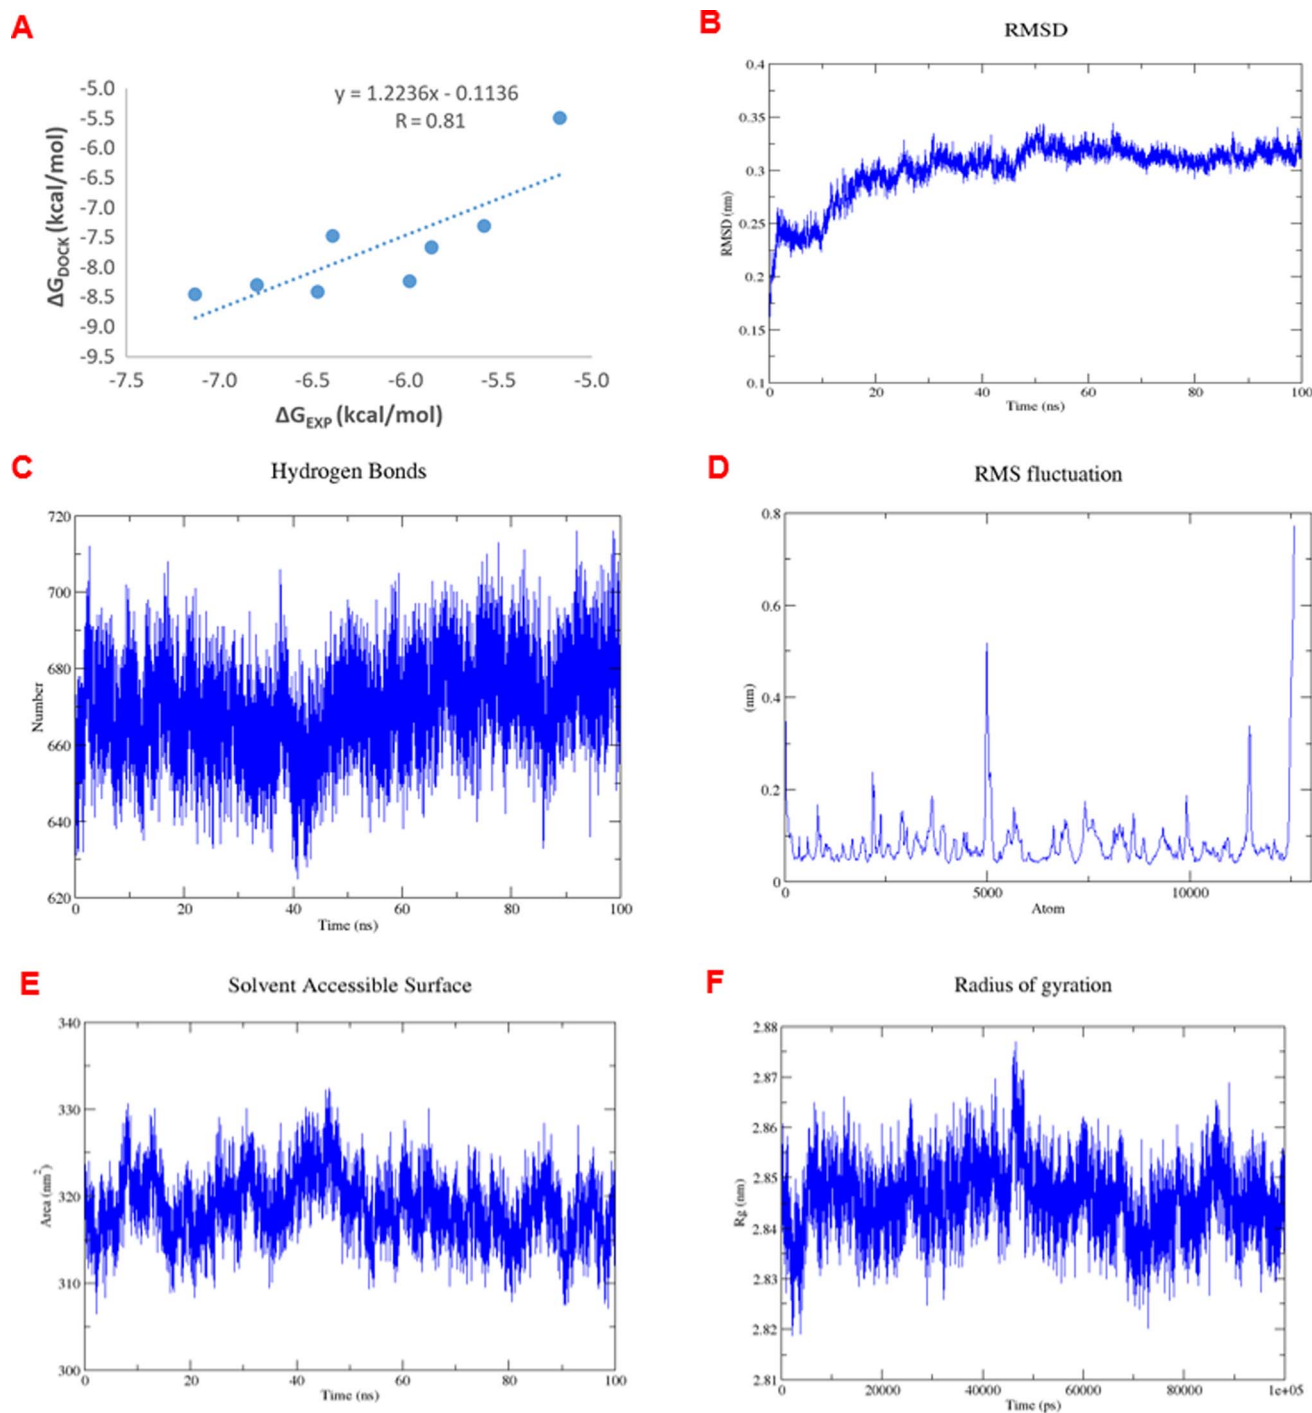 A
y = 1.2236x - 0.1136
R = 0.81
-5.0
-5.5
-6.0
-6.5
-7.0
-7.5
-8.0
-8.5
-9.0
-9.5
-7.5 -7.0 -6.5 -6.0 -5.5 -5.0
ΔGDOCK (kcal/mol)
ΔGEXP (kcal/mol)
B
RMSD
0.4
0.35
0.3
0.25
0.2
0.15
0.1
0 20 40 60 80 100
RMSD (nm)
Time (ns)
C
Hydrogen Bonds
720
700
680
660
640
620
0 20 40 60 80 100
Number
Time (ns)
D
RMS fluctuation
0.8
0.6
0.4
0.2
0
0 5000 10000
(nm)
Atom
E
Solvent Accessible Surface
340
330
320
310
300
0 20 40 60 80 100
Area (nm²)
Time (ns)
F
Radius of gyration
2.88
2.87
2.86
2.85
2.84
2.83
2.82
2.81
0 20000 40000 60000 80000 1e+05
Rg (nm)
Time (ps)